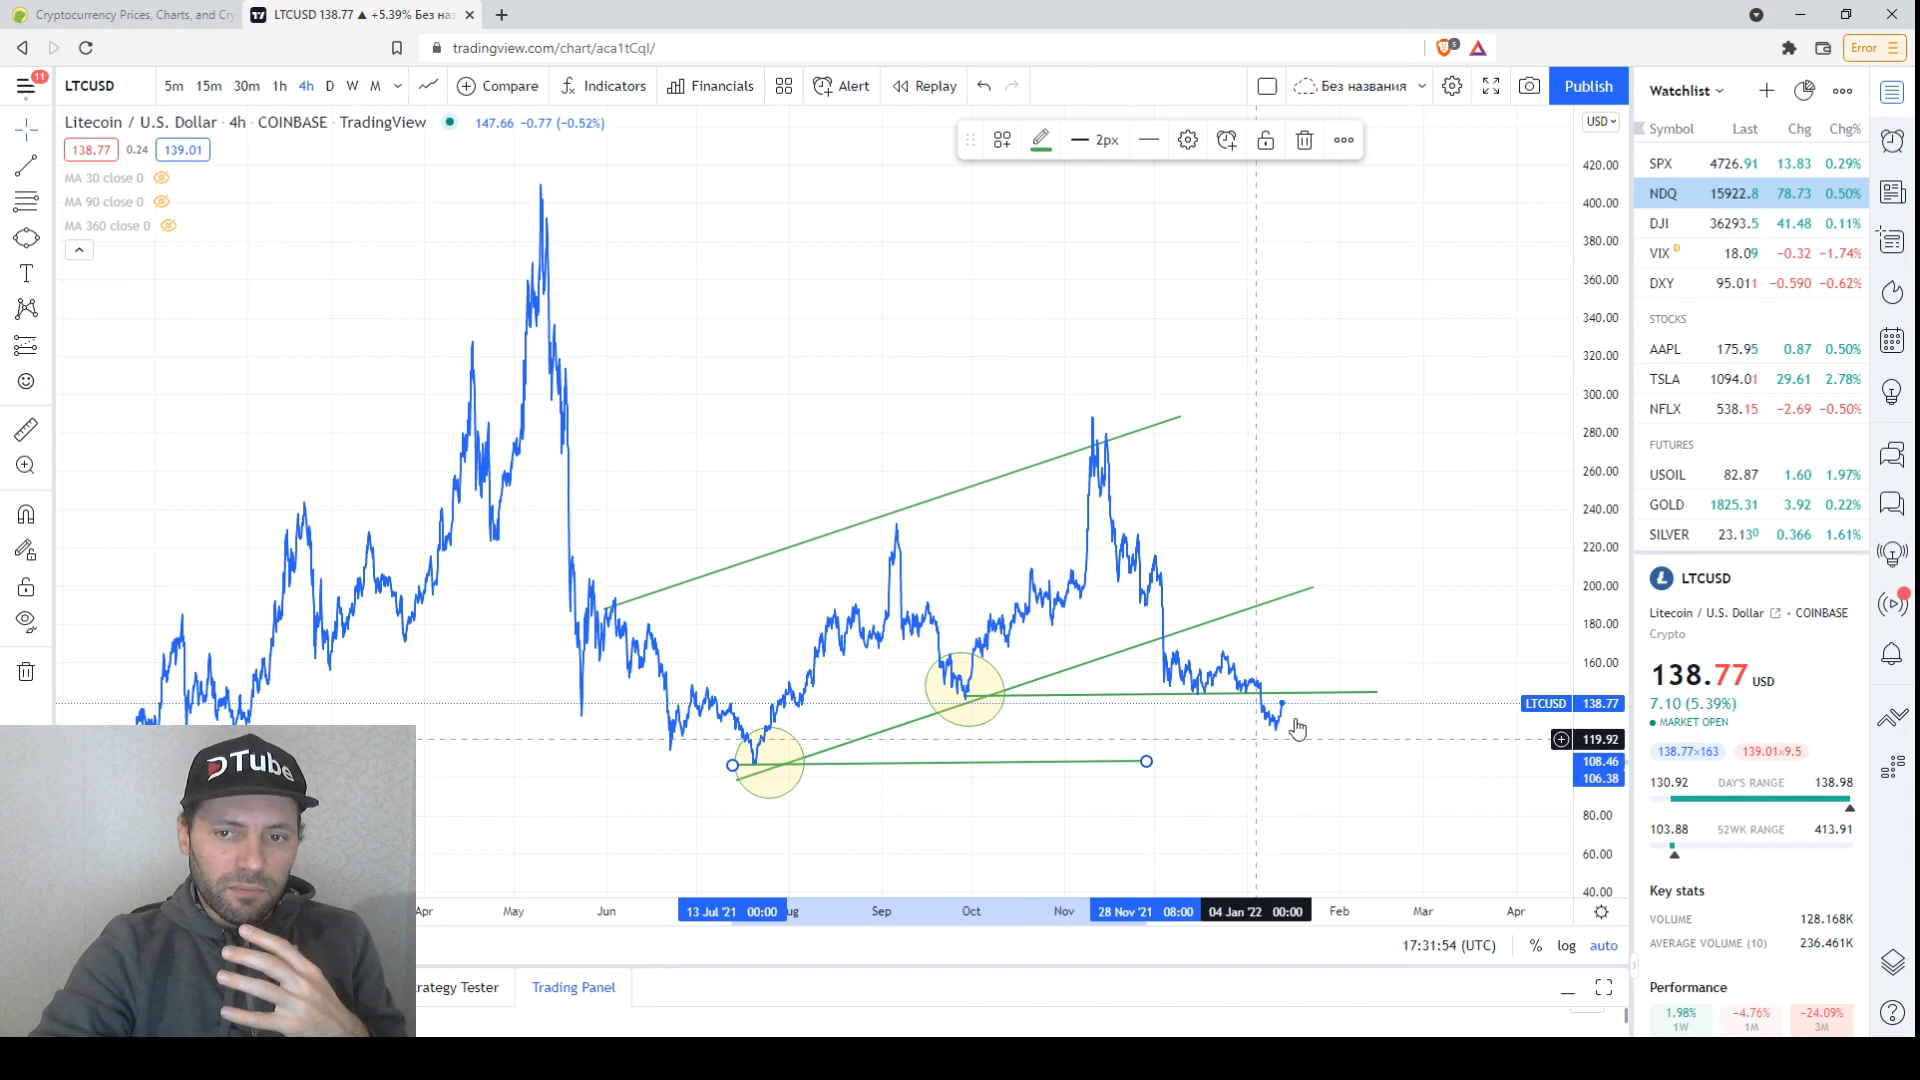 Cryptocurrency Prices, Charts, and Cry
LTCUSD 138.77 ▲ +5.39% Без наз
tradingview.com/chart/aca1tCqI/
5
Error
11
LTCUSD
5m 15m 30m 1h 4h D W M
Compare
Indicators
Financials
Alert
Replay
Без названия
Publish
Litecoin / U.S. Dollar · 4h · COINBASE · TradingView
147.66 −0.77 (−0.52%)
138.77 0.24 139.01
MA 30 close 0
MA 90 close 0
MA 360 close 0
2px
USD
420.00
400.00
380.00
360.00
340.00
320.00
300.00
280.00
260.00
240.00
220.00
200.00
180.00
160.00
LTCUSD 138.77
119.92
108.46
106.38
80.00
60.00
40.00
Apr May Jun 13 Jul '21 00:00 ug Sep Oct Nov 28 Nov '21 08:00 04 Jan '22 00:00 Feb Mar Apr
17:31:54 (UTC) % log auto
rategy Tester
Trading Panel
DTube
Watchlist
Symbol Last Chg Chg%
SPX 4726.91 13.83 0.29%
NDQ 15922.8 78.73 0.50%
DJI 36293.5 41.48 0.11%
VIX D 18.09 −0.32 −1.74%
DXY 95.011 −0.590 −0.62%
STOCKS
AAPL 175.95 0.87 0.50%
TSLA 1094.01 29.61 2.78%
NFLX 538.15 −2.69 −0.50%
FUTURES
USOIL 82.87 1.60 1.97%
GOLD 1825.31 3.92 0.22%
SILVER 23.130 0.366 1.61%
LTCUSD
Litecoin / U.S. Dollar • COINBASE
Crypto
138.77 USD
7.10 (5.39%)
MARKET OPEN
138.77×163 139.01×9.5
130.92 DAY'S RANGE 138.98
103.88 52WK RANGE 413.91
Key stats
VOLUME 128.168K
AVERAGE VOLUME (10) 236.461K
Performance
1.98% −4.76% −24.09%
1W 1M 3M